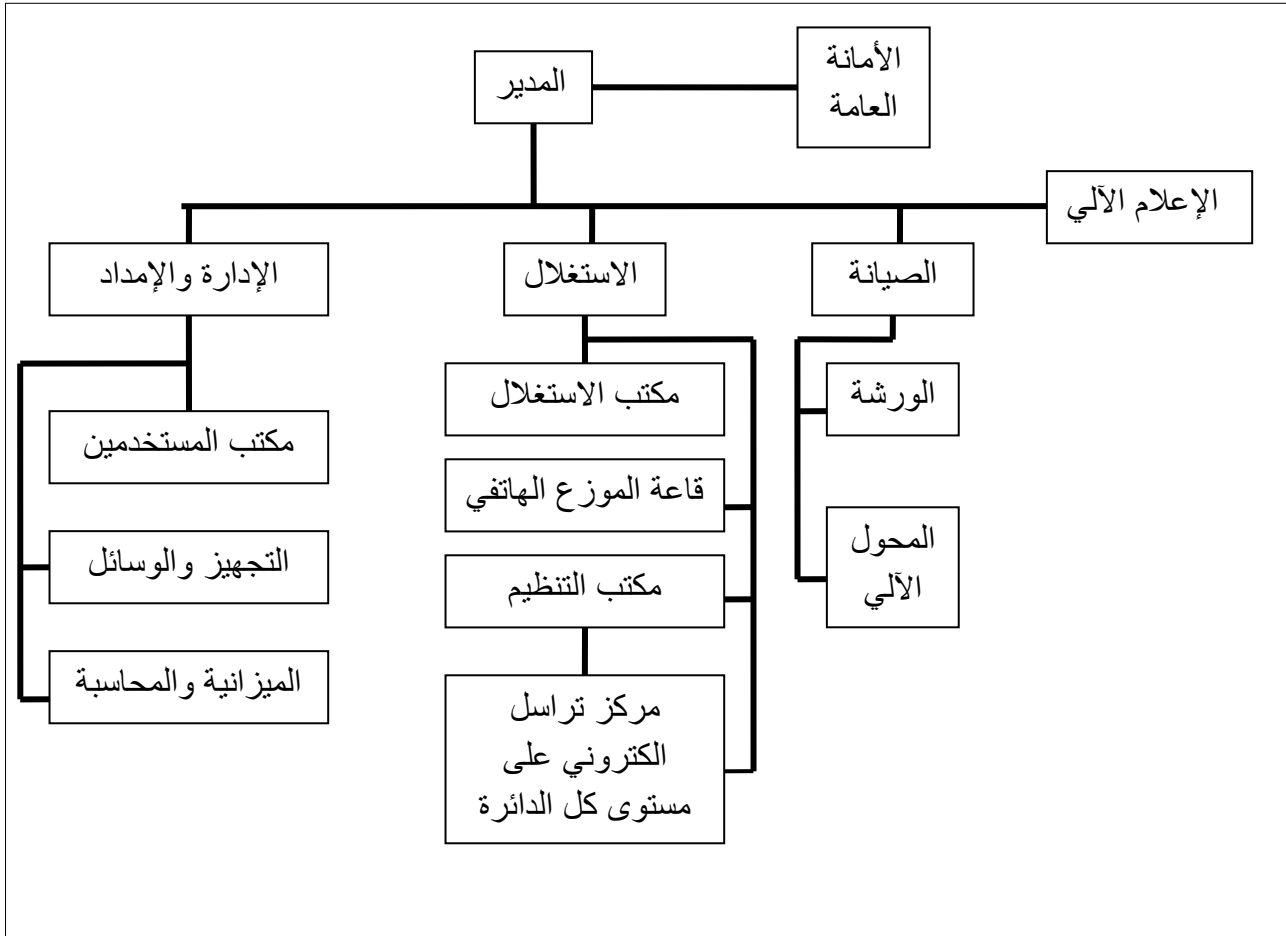 الأمانة
العامة
المدير
الإعلام الآلي
الصيانة
الاستغلال
الإدارة والإمداد
الورشة
المحول
الآلي
مكتب الاستغلال
قاعة الموزع الهاتفي
مكتب التنظيم
مركز تراسل
الكتروني على
مستوى كل الدائرة
مكتب المستخدمين
التجهيز والوسائل
الميزانية والمحاسبة